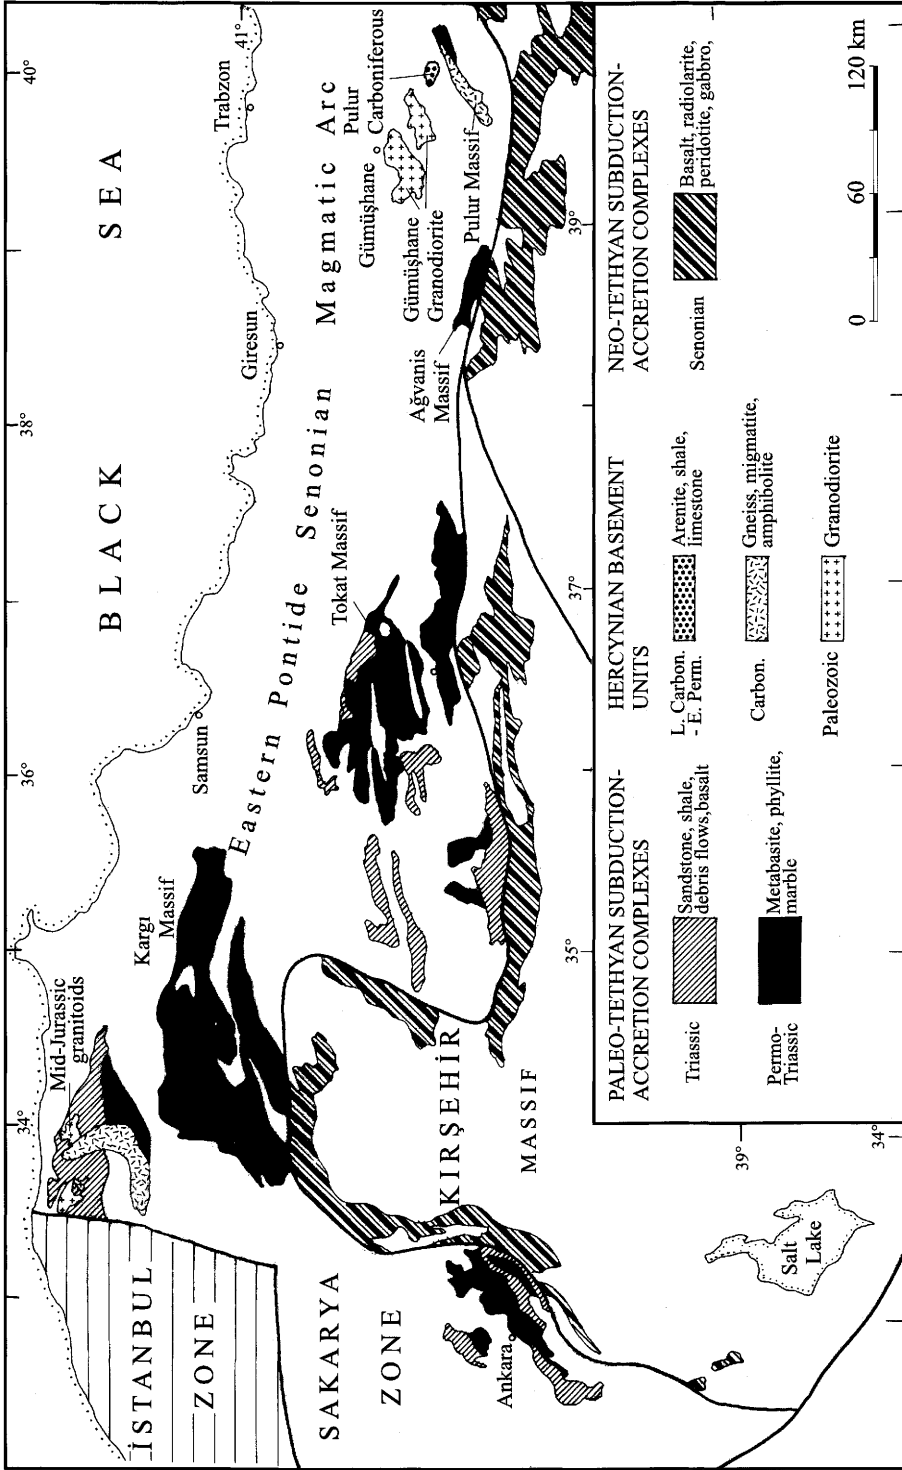 34°
36°
38°
40°
41°
BLACK SEA
Trabzon
Giresun
Samsun
Mid-Jurassic
granitoids
Kargı
Massif
Eastern Pontide Senonian Magmatic Arc
Tokat Massif
Gümüşhane
Pulur
Carboniferous
Gümüşhane
Granodiorite
Pulur Massif
Ağvanis
Massif
İSTANBUL
ZONE
SAKARYA
ZONE
Ankara
KIRŞEHİR
MASSIF
Salt
Lake
35°
37°
39°
39°
34°
PALEO-TETHYAN SUBDUCTION-
ACCRETION COMPLEXES
Triassic
Sandstone, shale,
debris flows,basalt
Permo-
Triassic
Metabasite, phyllite,
marble
HERCYNIAN BASEMENT
UNITS
L. Carbon.
- E. Perm.
Arenite, shale,
limestone
Carbon.
Gneiss, migmatite,
amphibolite
Paleozoic
Granodiorite
NEO-TETHYAN SUBDUCTION-
ACCRETION COMPLEXES
Senonian
Basalt, radiolarite,
peridotite, gabbro,
0 60 120 km